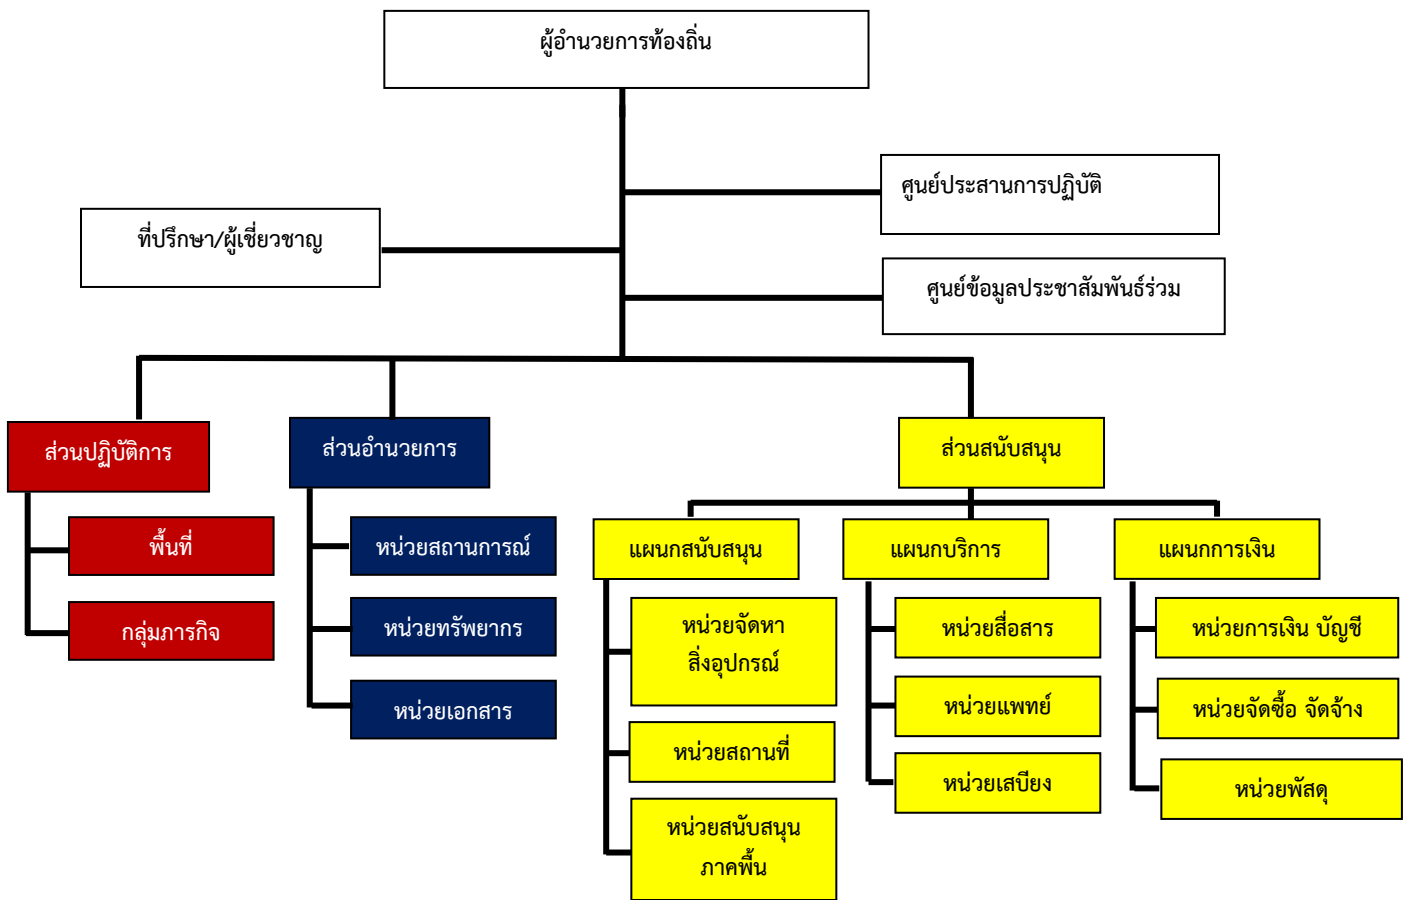 ผู้อำนวยการท้องถิ่น
ศูนย์ประสานการปฏิบัติ
ที่ปรึกษา/ผู้เชี่ยวชาญ
ศูนย์ข้อมูลประชาสัมพันธ์ร่วม
ส่วนปฏิบัติการ
ส่วนอำนวยการ
ส่วนสนับสนุน
พื้นที่
กลุ่มภารกิจ
หน่วยสถานการณ์
หน่วยทรัพยากร
หน่วยเอกสาร
แผนกสนับสนุน
หน่วยจัดหา
สิ่งอุปกรณ์
หน่วยสถานที่
หน่วยสนับสนุน
ภาคพื้น
แผนกบริการ
หน่วยสื่อสาร
หน่วยแพทย์
หน่วยเสบียง
แผนกการเงิน
หน่วยการเงิน บัญชี
หน่วยจัดซื้อ จัดจ้าง
หน่วยพัสดุ